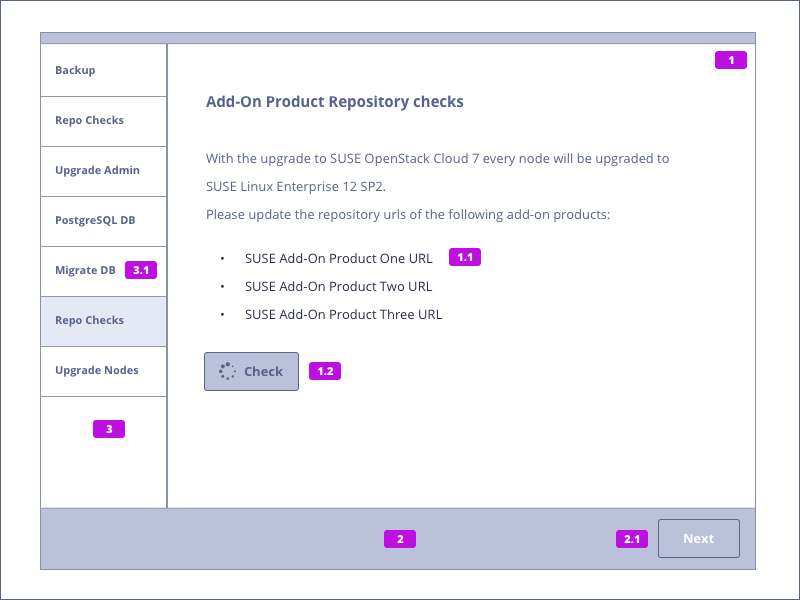 Backup
Repo Checks
Upgrade Admin
PostgreSQL DB
Migrate DB 3.1
Repo Checks
Upgrade Nodes
3
1
Add-On Product Repository checks
With the upgrade to SUSE OpenStack Cloud 7 every node will be upgraded to
SUSE Linux Enterprise 12 SP2.
Please update the repository urls of the following add-on products:
• SUSE Add-On Product One URL 1.1
• SUSE Add-On Product Two URL
• SUSE Add-On Product Three URL
Check 1.2
2
2.1 Next